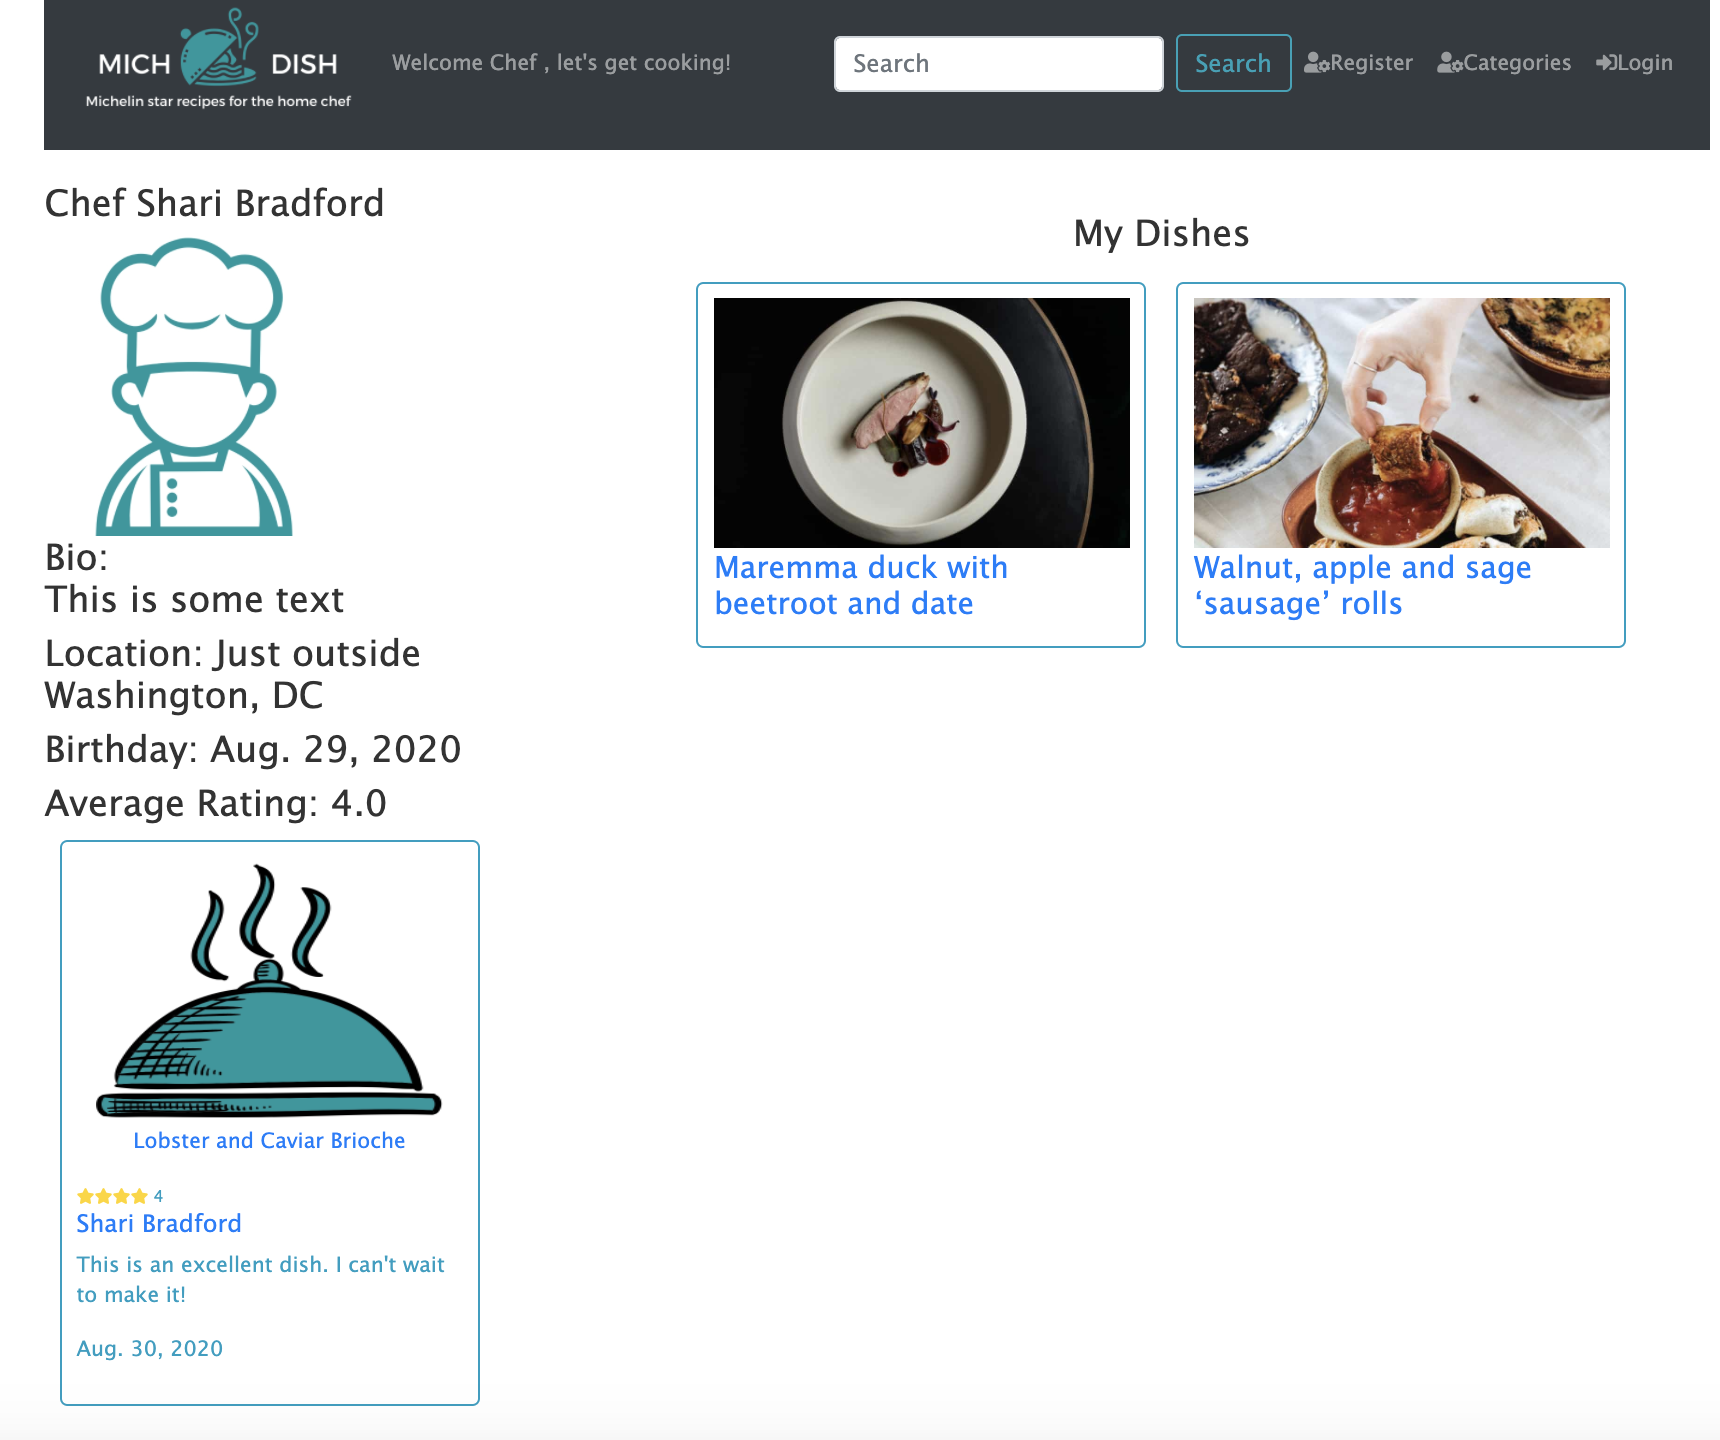 MICH DISH
Michelin star recipes for the home chef
Welcome Chef , let's get cooking!
Search
Search
Register
Categories
Login
Chef Shari Bradford
Bio:
This is some text
Location: Just outside
Washington, DC
Birthday: Aug. 29, 2020
Average Rating: 4.0
Lobster and Caviar Brioche
4
Shari Bradford
This is an excellent dish. I can't wait
to make it!
Aug. 30, 2020
My Dishes
Maremma duck with
beetroot and date
Walnut, apple and sage
‘sausage’ rolls